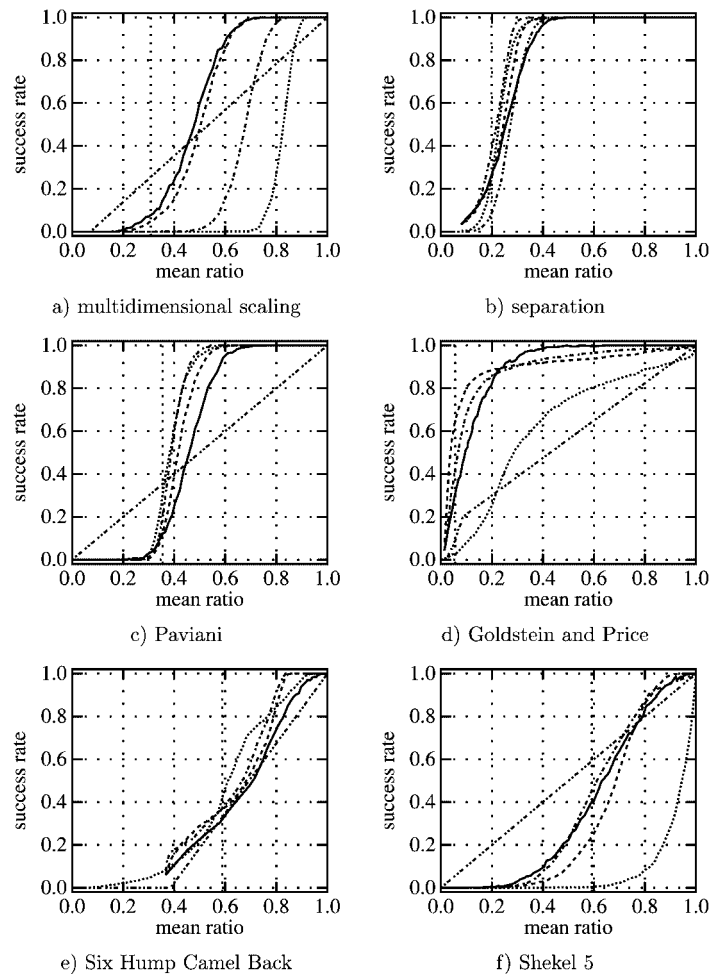 success rate
1.0
0.8
0.6
0.4
0.2
0.0
0.0 0.2 0.4 0.6 0.8 1.0
mean ratio
a) multidimensional scaling
success rate
1.0
0.8
0.6
0.4
0.2
0.0
0.0 0.2 0.4 0.6 0.8 1.0
mean ratio
b) separation
success rate
1.0
0.8
0.6
0.4
0.2
0.0
0.0 0.2 0.4 0.6 0.8 1.0
mean ratio
c) Paviani
success rate
1.0
0.8
0.6
0.4
0.2
0.0
0.0 0.2 0.4 0.6 0.8 1.0
mean ratio
d) Goldstein and Price
success rate
1.0
0.8
0.6
0.4
0.2
0.0
0.0 0.2 0.4 0.6 0.8 1.0
mean ratio
e) Six Hump Camel Back
success rate
1.0
0.8
0.6
0.4
0.2
0.0
0.0 0.2 0.4 0.6 0.8 1.0
mean ratio
f) Shekel 5